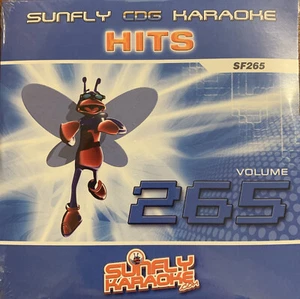 SUNFLY CDG KARAOKE
HITS
SF265
VOLUME
265
SUNFLY
KARAOKE